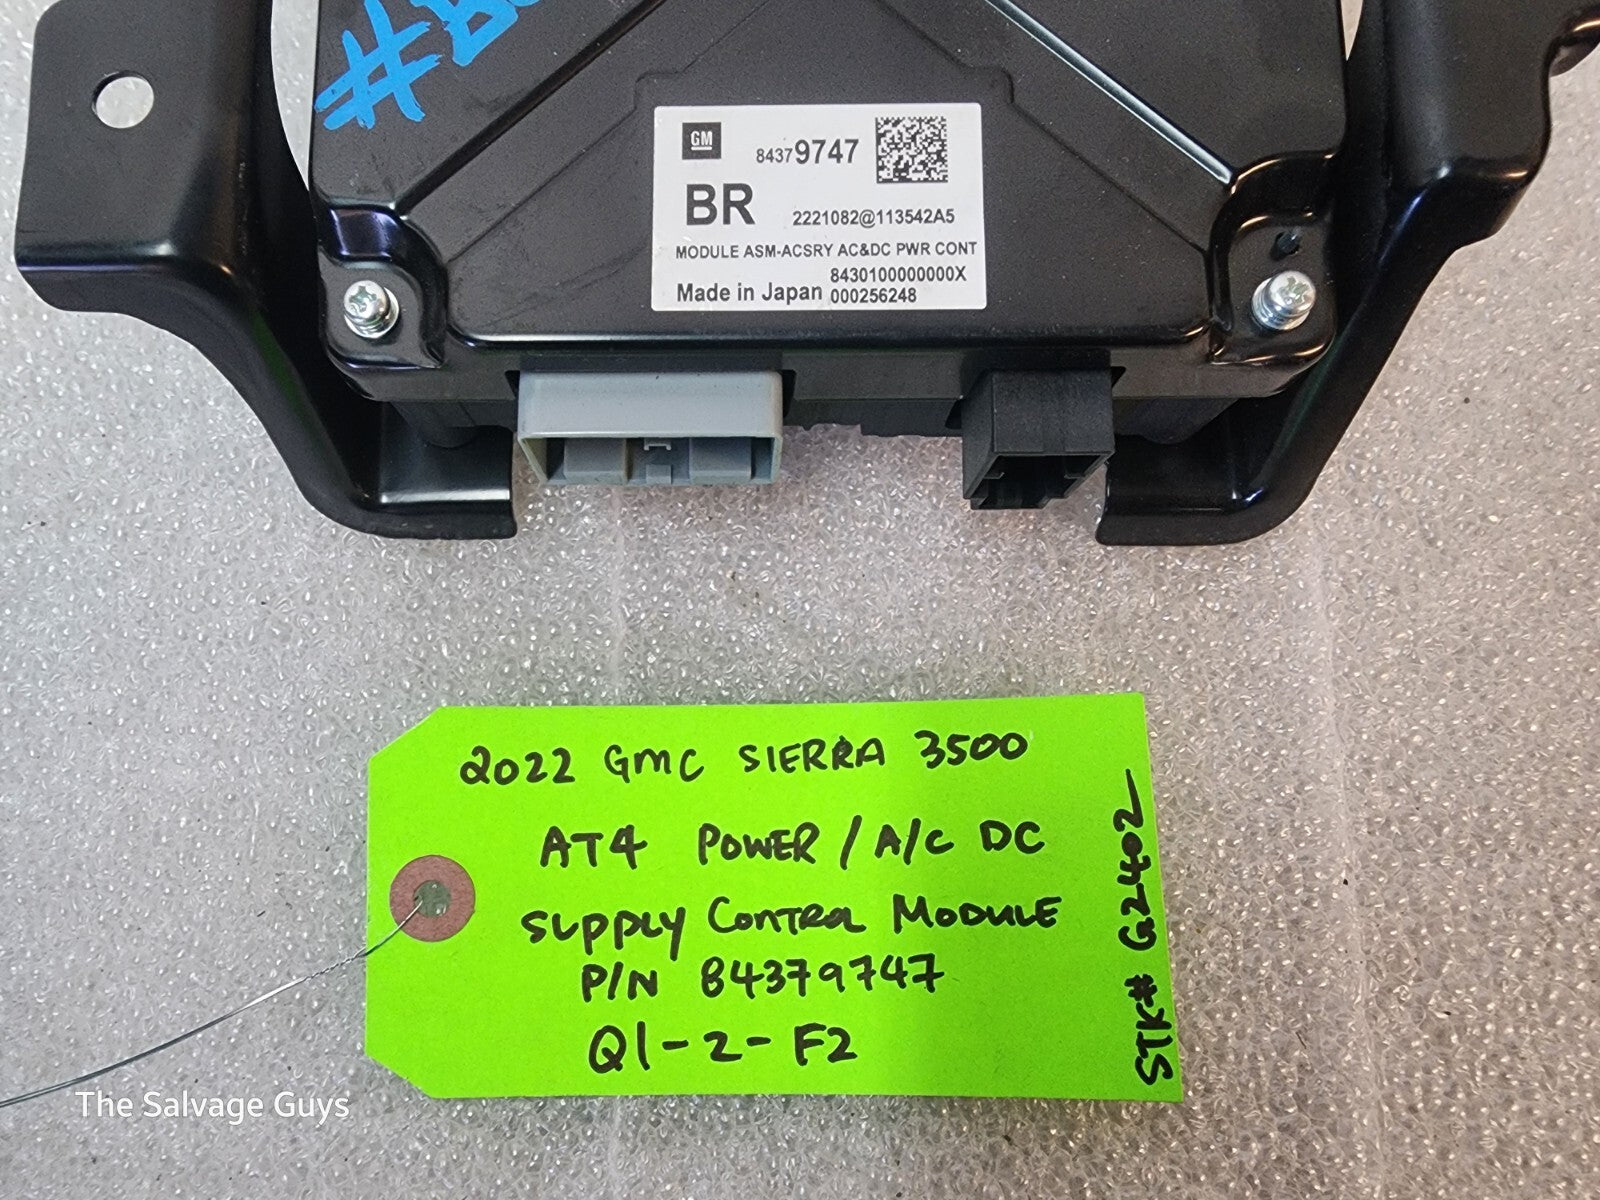 GM
84379747
BR
2221082@113542A5
MODULE ASM-ACSRY AC&DC PWR CONT
8430100000000X
Made in Japan 000256248
2022 GMC SIERRA 3500
AT4 POWER / A/C DC
SUPPLY CONTROL MODULE
P/N 84379747
Q1-2-F2
STK# G2402
The Salvage Guys